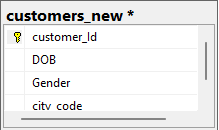 customers_new *
customer_Id
DOB
Gender
city_code